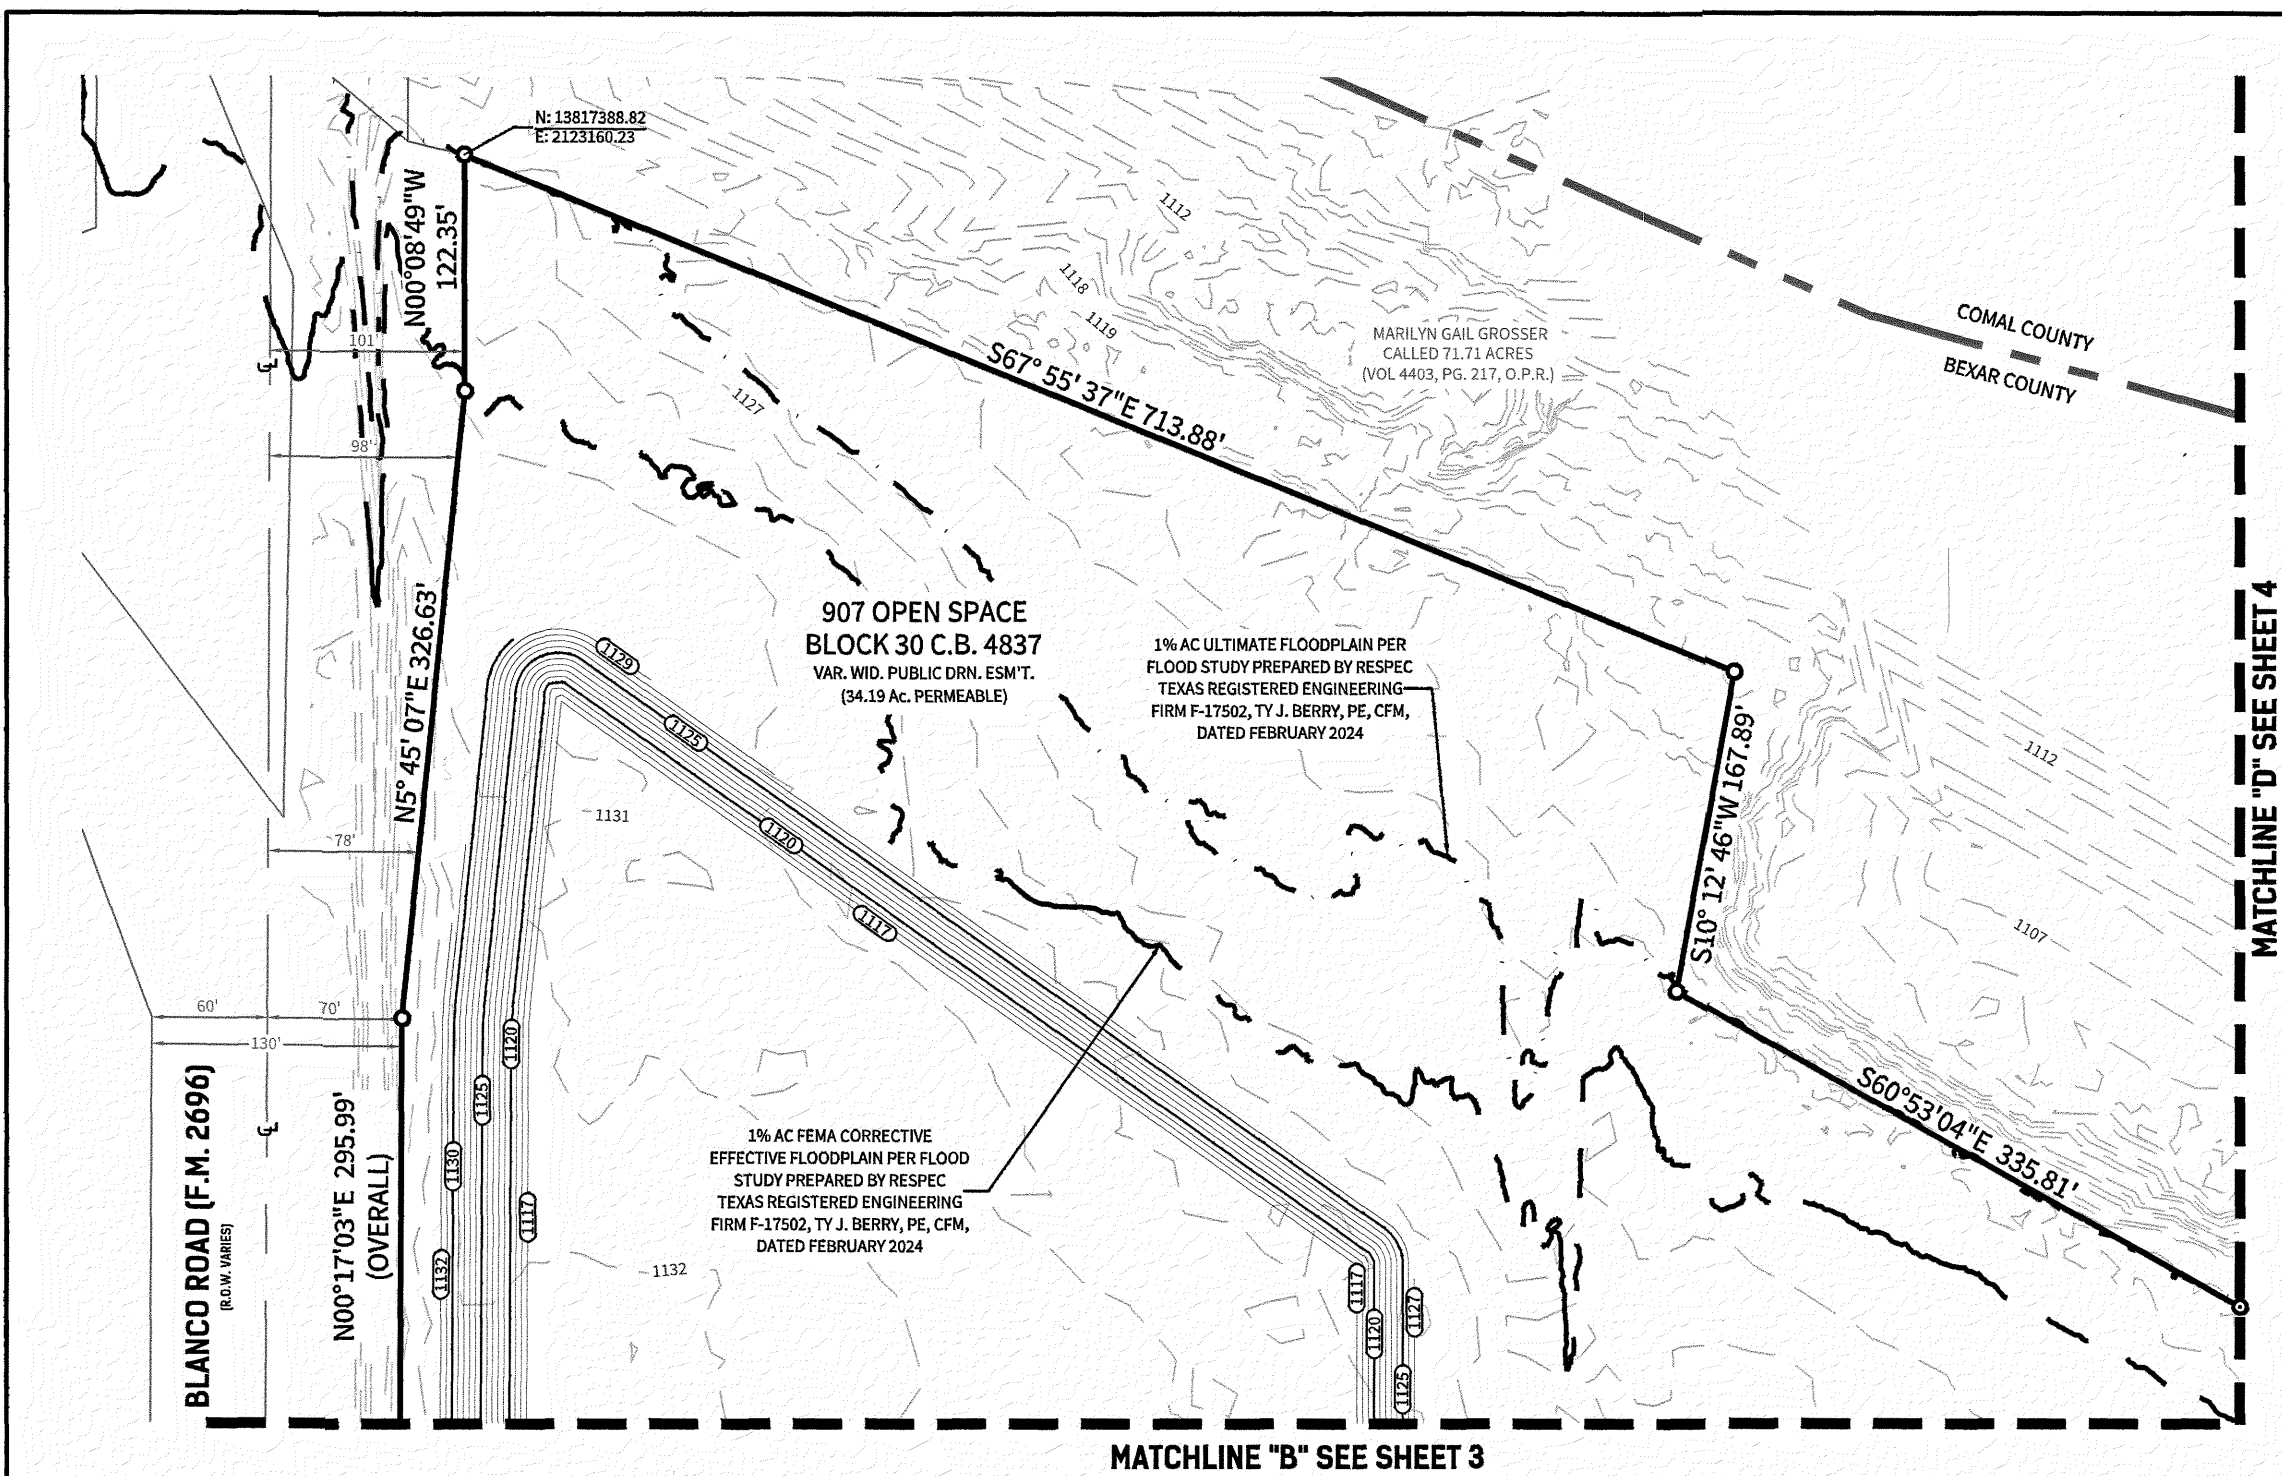 N: 13817388.82
E: 2123160.23
N00°08'49"W
122.35'
101'
98'
1112
1118
1119
1127
S67° 55' 37"E 713.88'
MARILYN GAIL GROSSER
CALLED 71.71 ACRES
(VOL 4403, PG. 217, O.P.R.)
COMAL COUNTY
BEXAR COUNTY
N5° 45' 07"E 326.63'
78'
1129
1125
1120
1117
1131
907 OPEN SPACE
BLOCK 30 C.B. 4837
VAR. WID. PUBLIC DRN. ESM'T.
(34.19 Ac. PERMEABLE)
1% AC ULTIMATE FLOODPLAIN PER
FLOOD STUDY PREPARED BY RESPEC
TEXAS REGISTERED ENGINEERING
FIRM F-17502, TY J. BERRY, PE, CFM,
DATED FEBRUARY 2024
S10° 12' 46"W 167.89'
1112
1107
MATCHLINE "D" SEE SHEET 4
60'
70'
130'
BLANCO ROAD (F.M. 2696)
(R.O.W. VARIES)
N00°17'03"E 295.99'
(OVERALL)
1120
1125
1130
1117
1132
1% AC FEMA CORRECTIVE
EFFECTIVE FLOODPLAIN PER FLOOD
STUDY PREPARED BY RESPEC
TEXAS REGISTERED ENGINEERING
FIRM F-17502, TY J. BERRY, PE, CFM,
DATED FEBRUARY 2024
1132
1117
1120
1127
1125
S60°53'04"E 335.81'
MATCHLINE "B" SEE SHEET 3